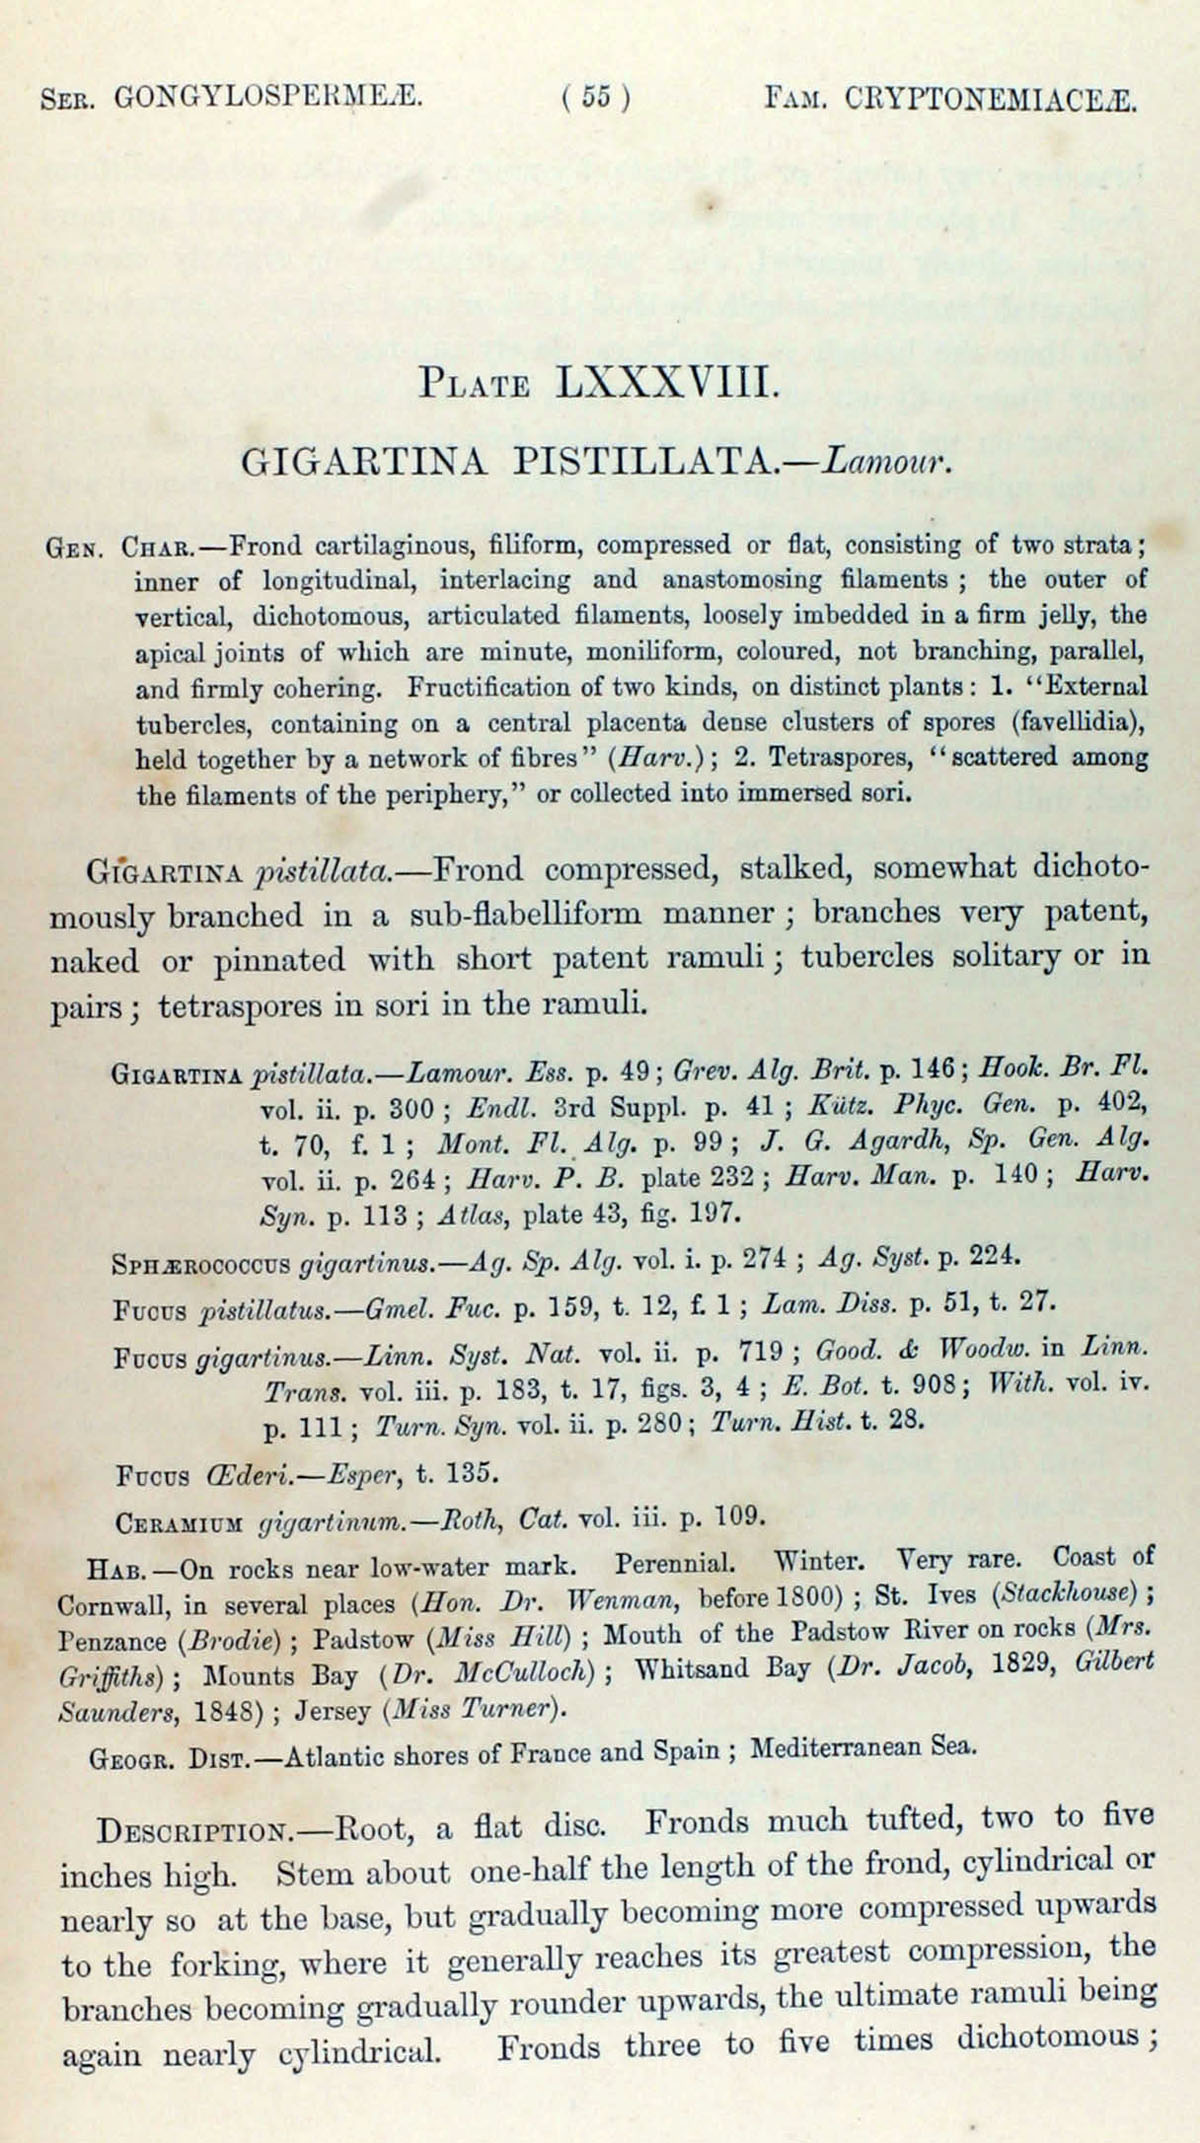 Ser. GONGYLOSPERMEÆ. ( 55 ) Fam. CRYPTONEMIACEÆ.
Plate LXXXVIII.
GIGARTINA PISTILLATA.—Lamour.
Gen. Char.—Frond cartilaginous, filiform, compressed or flat, consisting of two strata;
inner of longitudinal, interlacing and anastomosing filaments ; the outer of
vertical, dichotomous, articulated filaments, loosely imbedded in a firm jelly, the
apical joints of which are minute, moniliform, coloured, not branching, parallel,
and firmly cohering. Fructification of two kinds, on distinct plants : 1. “External
tubercles, containing on a central placenta dense clusters of spores (favellidia),
held together by a network of fibres” (Harv.) ; 2. Tetraspores, “scattered among
the filaments of the periphery,” or collected into immersed sori.
Gigartina pistillata.—Frond compressed, stalked, somewhat dichoto-
mously branched in a sub-flabelliform manner ; branches very patent,
naked or pinnated with short patent ramuli ; tubercles solitary or in
pairs ; tetraspores in sori in the ramuli.
Gigartina pistillata.—Lamour. Ess. p. 49 ; Grev. Alg. Brit. p. 146 ; Hook. Br. Fl.
vol. ii. p. 300 ; Endl. 3rd Suppl. p. 41 ; Kütz. Phyc. Gen. p. 402,
t. 70, f. 1 ; Mont. Fl. Alg. p. 99 ; J. G. Agardh, Sp. Gen. Alg.
vol. ii. p. 264 ; Harv. P. B. plate 232 ; Harv. Man. p. 140 ; Harv.
Syn. p. 113 ; Atlas, plate 43, fig. 197.
Sphærococcus gigartinus.—Ag. Sp. Alg. vol. i. p. 274 ; Ag. Syst. p. 224.
Fucus pistillatus.—Gmel. Fuc. p. 159, t. 12, f. 1 ; Lam. Diss. p. 51, t. 27.
Fucus gigartinus.—Linn. Syst. Nat. vol. ii. p. 719 ; Good. & Woodw. in Linn.
Trans. vol. iii. p. 183, t. 17, figs. 3, 4 ; E. Bot. t. 908 ; With. vol. iv.
p. 111 ; Turn. Syn. vol. ii. p. 280 ; Turn. Hist. t. 28.
Fucus Œderi.—Esper, t. 135.
Ceramium gigartinum.—Roth, Cat. vol. iii. p. 109.
Hab.—On rocks near low-water mark. Perennial. Winter. Very rare. Coast of
Cornwall, in several places (Hon. Dr. Wenman, before 1800) ; St. Ives (Stackhouse) ;
Penzance (Brodie) ; Padstow (Miss Hill) ; Mouth of the Padstow River on rocks (Mrs.
Griffiths) ; Mounts Bay (Dr. McCulloch) ; Whitsand Bay (Dr. Jacob, 1829, Gilbert
Saunders, 1848) ; Jersey (Miss Turner).
Geogr. Dist.—Atlantic shores of France and Spain ; Mediterranean Sea.
Description.—Root, a flat disc. Fronds much tufted, two to five
inches high. Stem about one-half the length of the frond, cylindrical or
nearly so at the base, but gradually becoming more compressed upwards
to the forking, where it generally reaches its greatest compression, the
branches becoming gradually rounder upwards, the ultimate ramuli being
again nearly cylindrical. Fronds three to five times dichotomous ;